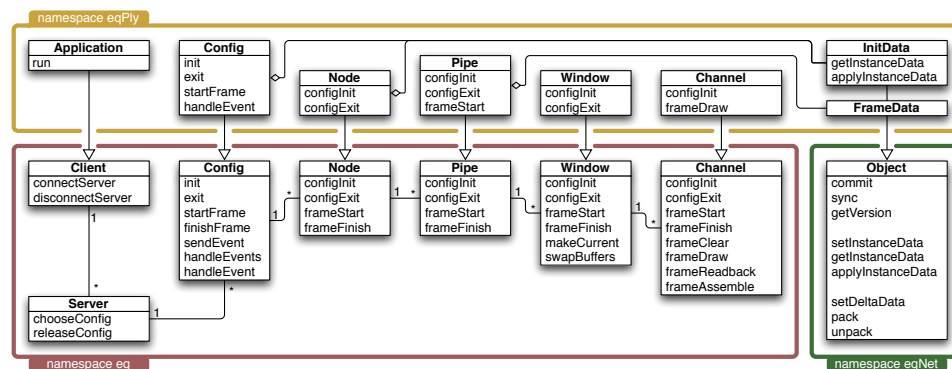 namespace eqPly
Application
run
Config
init
exit
startFrame
handleEvent
Node
configInit
configExit
Pipe
configInit
configExit
frameStart
Window
configInit
configExit
Channel
configInit
frameDraw
InitData
getInstanceData
applyInstanceData
FrameData
Client
connectServer
disconnectServer
1
*
Server
chooseConfig
releaseConfig
1
*
Config
init
exit
startFrame
finishFrame
sendEvent
handleEvents
handleEvent
1
*
Node
configInit
configExit
frameStart
frameFinish
1
*
Pipe
configInit
configExit
frameStart
frameFinish
1
*
Window
configInit
configExit
frameStart
frameFinish
makeCurrent
swapBuffers
1
*
Channel
configInit
configExit
frameStart
frameFinish
frameClear
frameDraw
frameReadback
frameAssemble
Object
commit
sync
getVersion
setInstanceData
getInstanceData
applyInstanceData
setDeltaData
pack
unpack
namespace eq
namespace eqNet